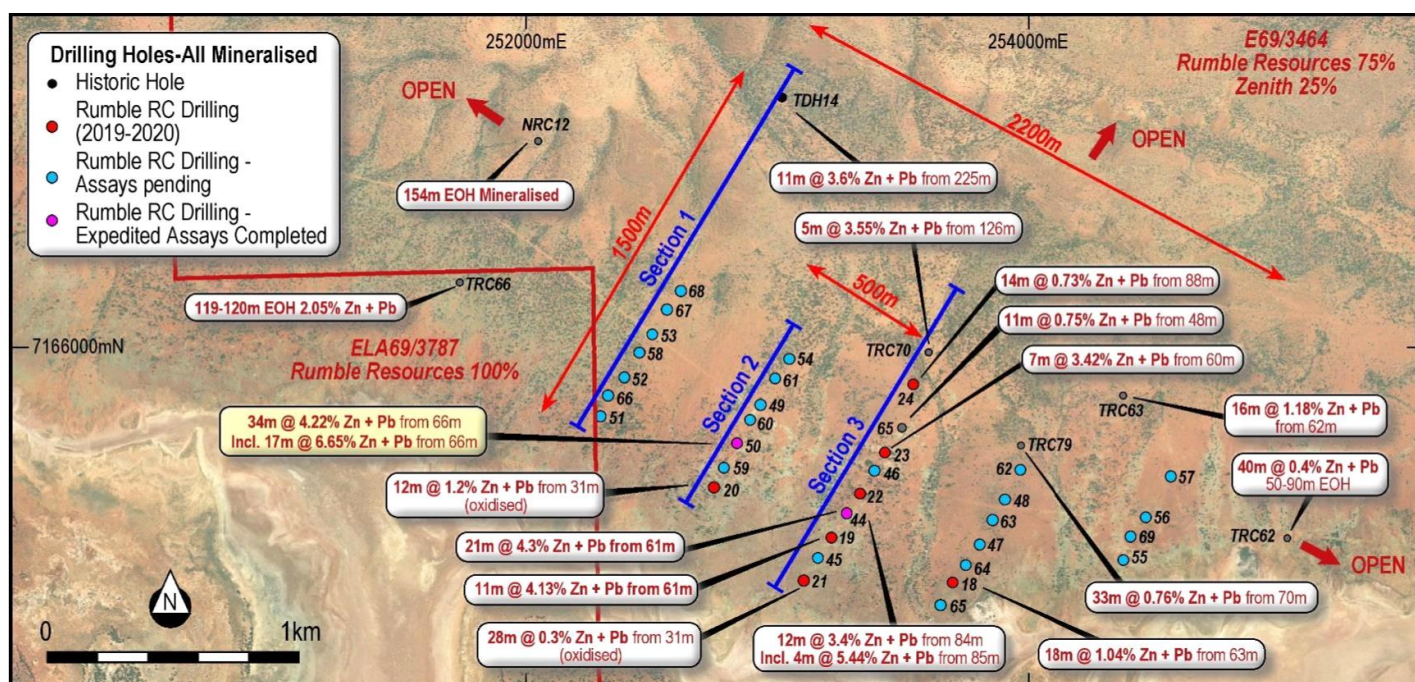 252000mE
254000mE
Drilling Holes-All Mineralised
Historic Hole
Rumble RC Drilling
(2019-2020)
Rumble RC Drilling -
Assays pending
Rumble RC Drilling -
Expedited Assays Completed
E69/3464
Rumble Resources 75%
Zenith 25%
OPEN
NRC12
154m EOH Mineralised
TDH14
2200m
OPEN
11m @ 3.6% Zn + Pb from 225m
1500m
Section 1
5m @ 3.55% Zn + Pb from 126m
500m
14m @ 0.73% Zn + Pb from 88m
11m @ 0.75% Zn + Pb from 48m
7m @ 3.42% Zn + Pb from 60m
TRC66
119-120m EOH 2.05% Zn + Pb
68
67
53
58
52
66
51
7166000mN
ELA69/3787
Rumble Resources 100%
Section 2
54
61
49
60
50
59
20
34m @ 4.22% Zn + Pb from 66m
Incl. 17m @ 6.65% Zn + Pb from 66m
12m @ 1.2% Zn + Pb from 31m
(oxidised)
Section 3
TRC70
24
65
23
46
22
44
19
45
21
21m @ 4.3% Zn + Pb from 61m
11m @ 4.13% Zn + Pb from 61m
28m @ 0.3% Zn + Pb from 31m
(oxidised)
12m @ 3.4% Zn + Pb from 84m
Incl. 4m @ 5.44% Zn + Pb from 85m
TRC79
62
48
63
47
64
18
65
33m @ 0.76% Zn + Pb from 70m
18m @ 1.04% Zn + Pb from 63m
TRC63
16m @ 1.18% Zn + Pb
from 62m
57
56
69
55
40m @ 0.4% Zn + Pb
50-90m EOH
TRC62
OPEN
N
0
1km